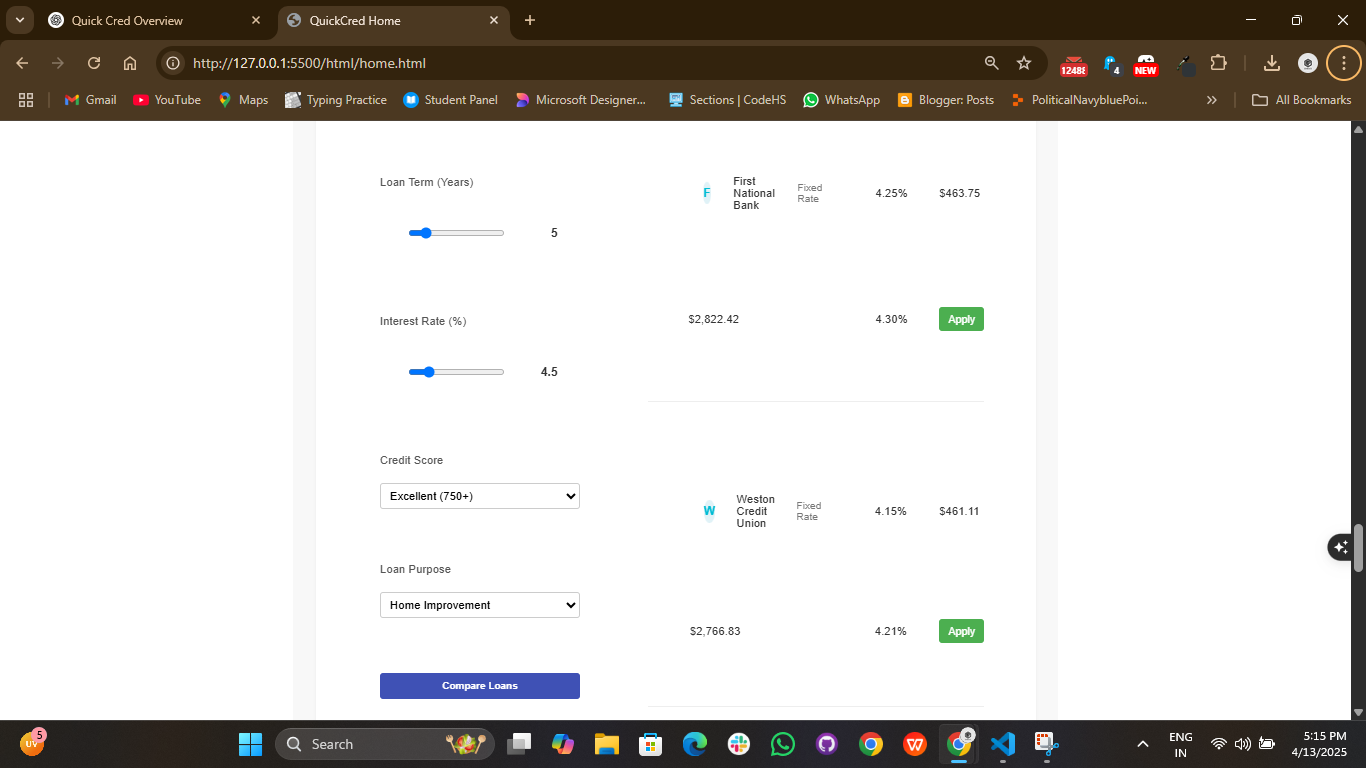 Quick Cred Overview
QuickCred Home
http://127.0.0.1:5500/html/home.html
12488
4
NEW
Gmail
YouTube
Maps
Typing Practice
Student Panel
Microsoft Designer...
Sections | CodeHS
WhatsApp
Blogger: Posts
PoliticalNavybluePoi...
»
All Bookmarks
Loan Term (Years)
5
Interest Rate (%)
4.5
Credit Score
Excellent (750+)
Loan Purpose
Home Improvement
Compare Loans
F
First
National
Bank
Fixed
Rate
4.25%
$463.75
$2,822.42
4.30%
Apply
W
Weston
Credit
Union
Fixed
Rate
4.15%
$461.11
$2,766.83
4.21%
Apply
UV
5
Search
W
ENG
IN
5:15 PM
4/13/2025